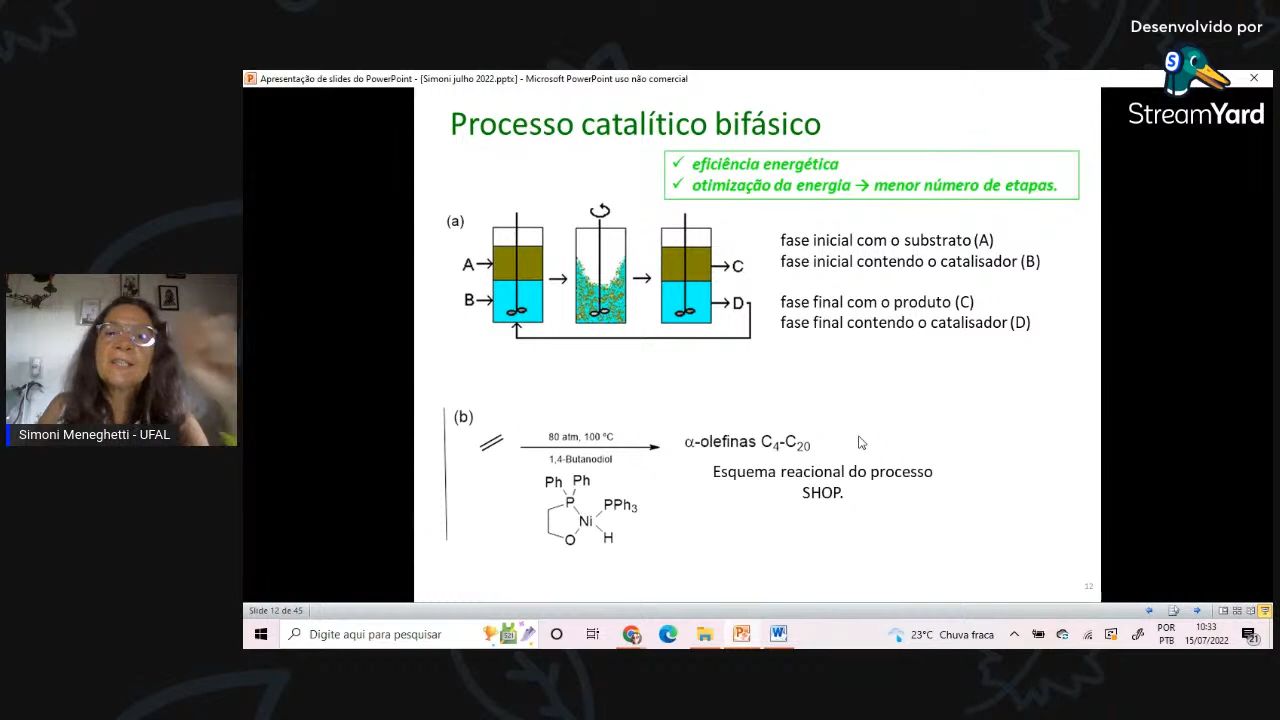 Desenvolvido por
S
StreamYard
Apresentação de slides do PowerPoint - [Simoni julho 2022.pptx] - Microsoft PowerPoint uso não comercial
Processo catalítico bifásico
✓ eficiência energética
✓ otimização da energia → menor número de etapas.
(a)
A
B
C
D
fase inicial com o substrato (A)
fase inicial contendo o catalisador (B)
fase final com o produto (C)
fase final contendo o catalisador (D)
Simoni Meneghetti - UFAL
(b)
80 atm, 100 ºC
1,4-Butanodiol
α-olefinas C4-C20
Esquema reacional do processo
SHOP.
Ph Ph
P
PPh3
Ni
O
H
12
Slide 12 de 45
Digite aqui para pesquisar
23°C Chuva fraca
POR
PTB
10:33
15/07/2022
21